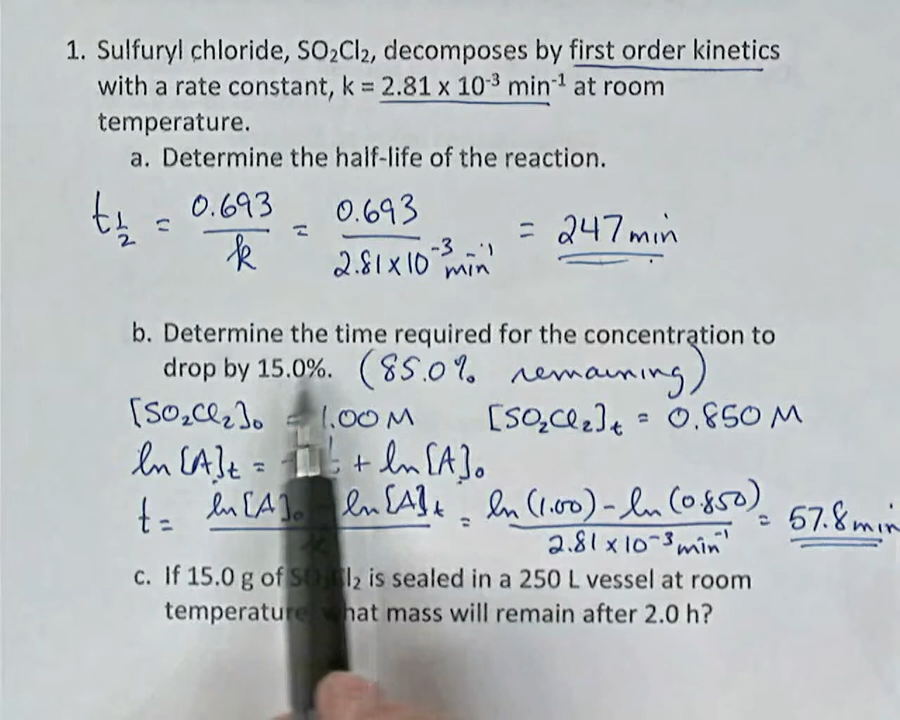 1. Sulfuryl chloride, SO₂Cl₂, decomposes by first order kinetics
with a rate constant, k = 2.81 x 10⁻³ min⁻¹ at room
temperature.
a. Determine the half-life of the reaction.
t½ = 0.693/k = 0.693/2.81 x 10⁻³ min⁻¹ = 247 min
b. Determine the time required for the concentration to
drop by 15.0%. (85.0% remaining)
[SO₂Cl₂]₀ = 1.00 M [SO₂Cl₂]ₜ = 0.850 M
ln [A]ₜ = + ln [A]₀
t = ln [A]₀ ln [A]ₜ = ln (1.00) - ln (0.850)/2.81 x 10⁻³ min⁻¹ = 57.8 min
c. If 15.0 g of l₂ is sealed in a 250 L vessel at room
temperature hat mass will remain after 2.0 h?